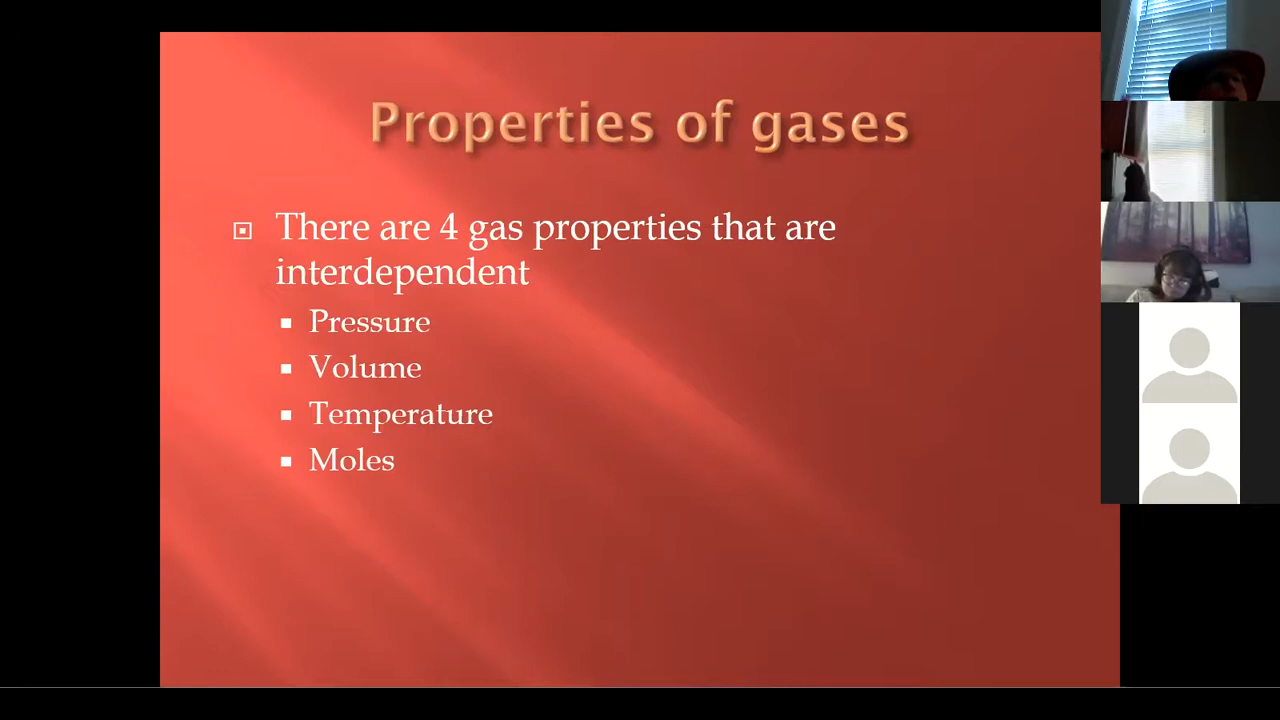 Properties of gases
There are 4 gas properties that are
interdependent
Pressure
Volume
Temperature
Moles